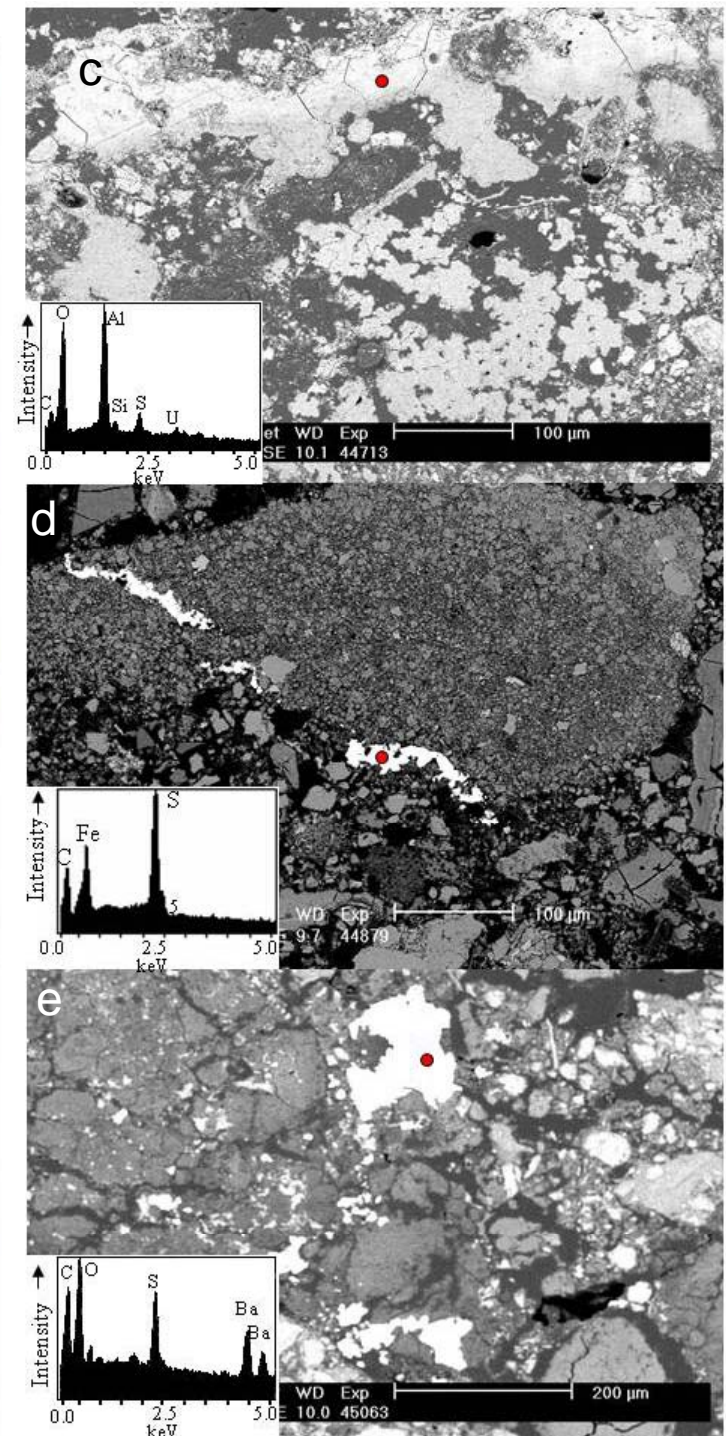 c
O Al
C Si S U
Intensity→
0.0 2.5 5.0
keV
et WD Exp 100 µm
SE 10.1 44713
d
S
Fe
C
5
Intensity→
0.0 2.5 5.0
keV
WD Exp 100 µm
9.7 44879
e
C O S
Ba
Ba
Intensity →
0.0 2.5 5.0
keV
WD Exp 200 µm
E 10.0 45063